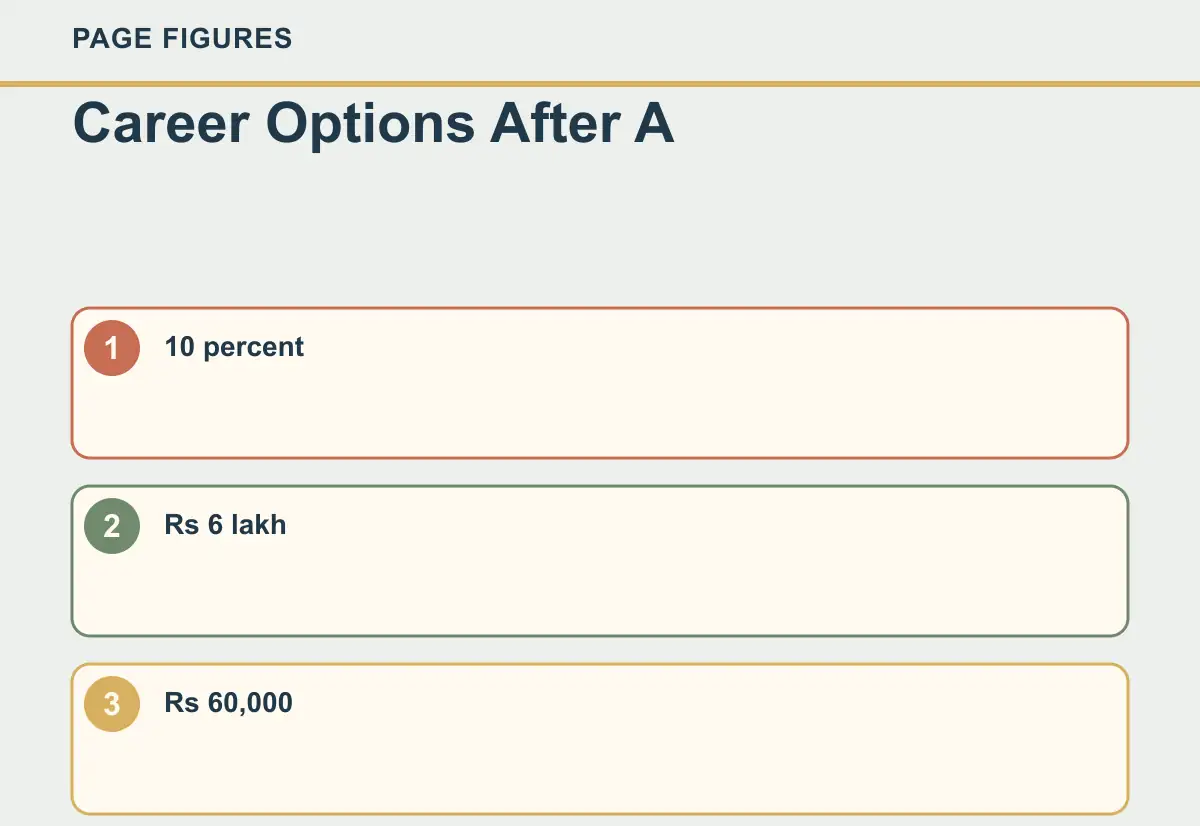 PAGE FIGURES
Career Options After A
1 10 percent
2 Rs 6 lakh
3 Rs 60,000